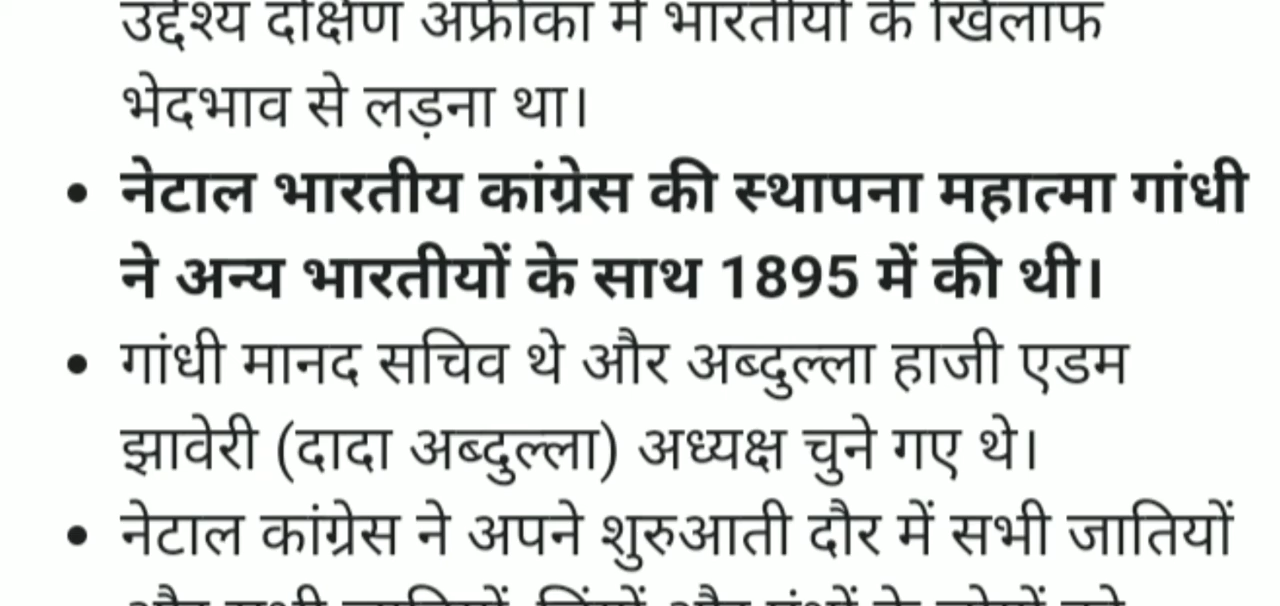 उद्देश्य दक्षिण अफ्रीका में भारतीयों के खिलाफ
भेदभाव से लड़ना था।
• नेटाल भारतीय कांग्रेस की स्थापना महात्मा गांधी
ने अन्य भारतीयों के साथ 1895 में की थी।
• गांधी मानद सचिव थे और अब्दुल्ला हाजी एडम
झावेरी (दादा अब्दुल्ला) अध्यक्ष चुने गए थे।
• नेटाल कांग्रेस ने अपने शुरुआती दौर में सभी जातियों